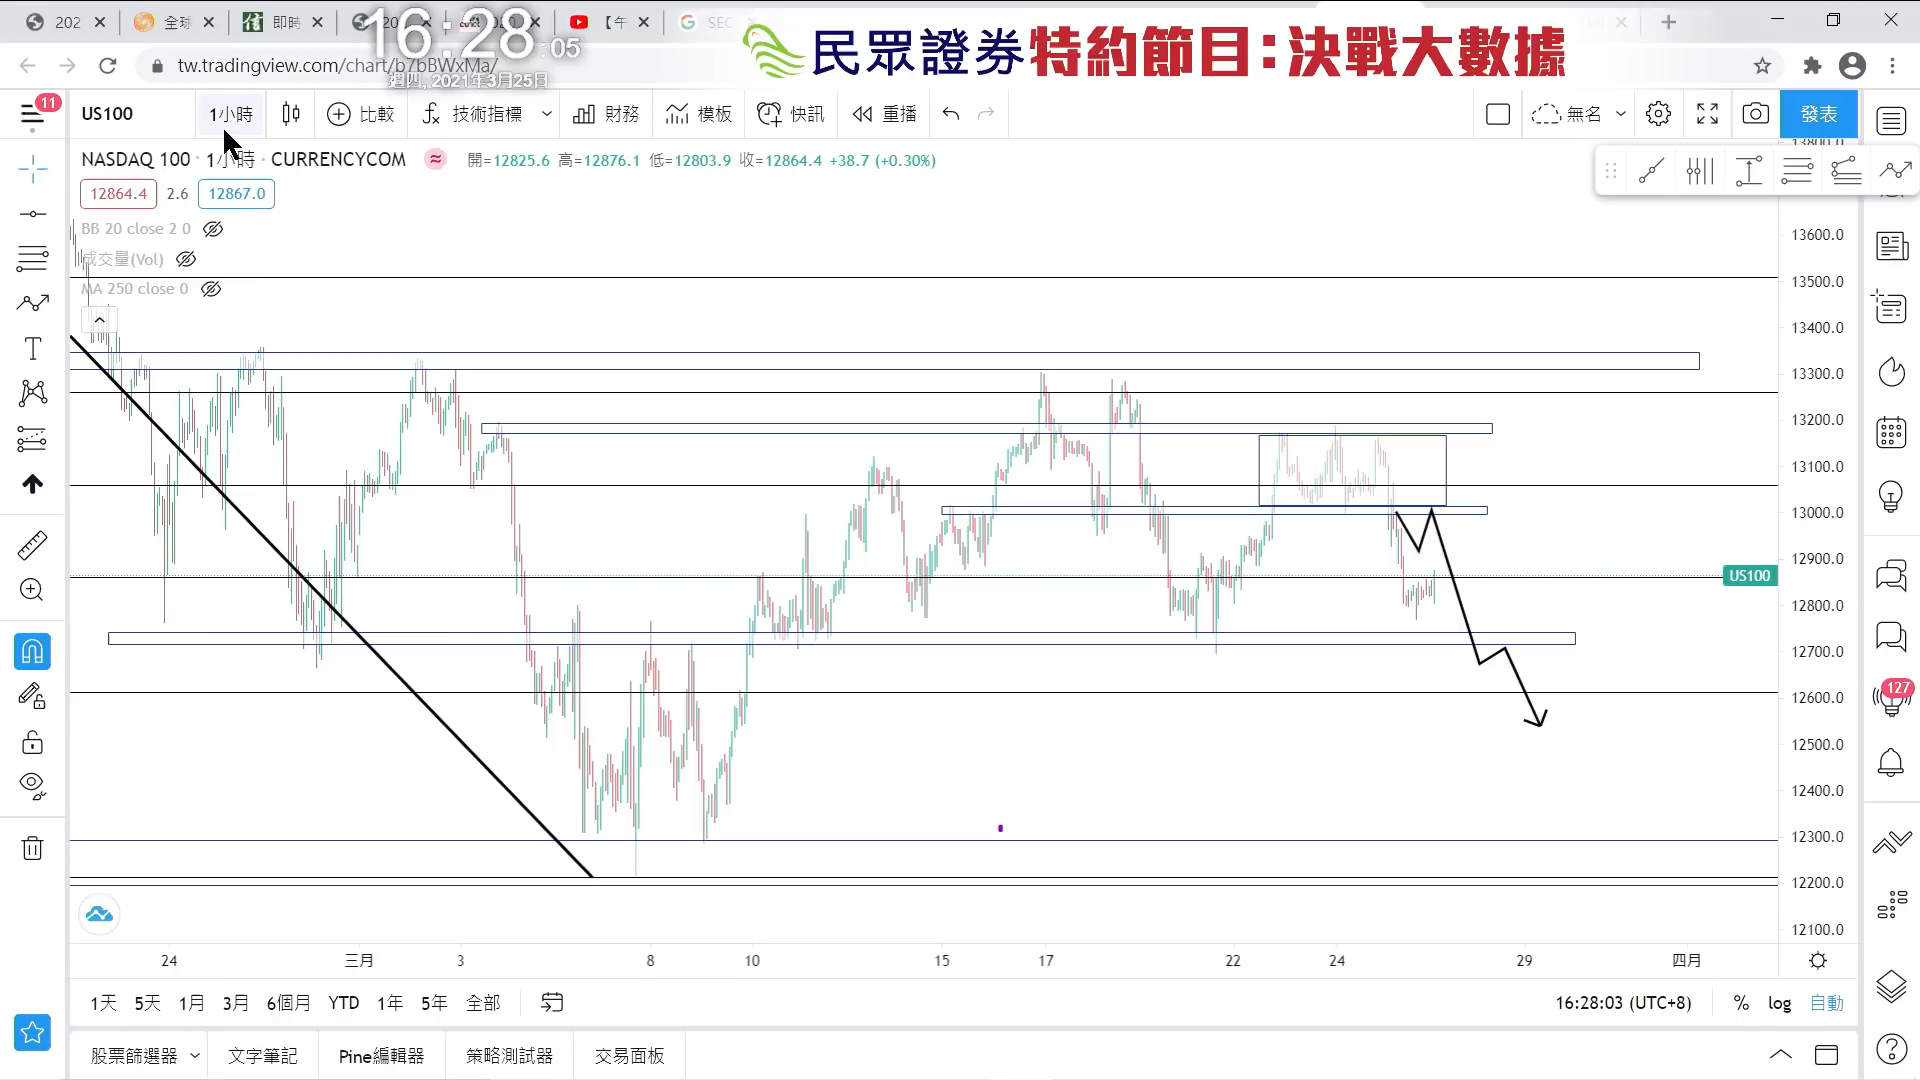 202
全球
即時
【午
SEC
16:28:05
週四, 2021年3月25日
民眾證券特約節目:決戰大數據
tw.tradingview.com/chart/b7bBWxMa/
11
US100
1小時
比較
技術指標
財務
模板
快訊
重播
無名
發表
NASDAQ 100 · 1小時 · CURRENCYCOM
開=12825.6 高=12876.1 低=12803.9 收=12864.4 +38.7 (+0.30%)
12864.4 2.6 12867.0
BB 20 close 2 0
成交量(Vol)
MA 250 close 0
13800.0
13600.0
13500.0
13400.0
13300.0
13200.0
13100.0
13000.0
12900.0
US100
12800.0
12700.0
12600.0
12500.0
12400.0
12300.0
12200.0
12100.0
127
24 三月 3 8 10 15 17 22 24 29 四月
1天 5天 1月 3月 6個月 YTD 1年 5年 全部
16:28:03 (UTC+8) % log 自動
股票篩選器 文字筆記 Pine編輯器 策略測試器 交易面板